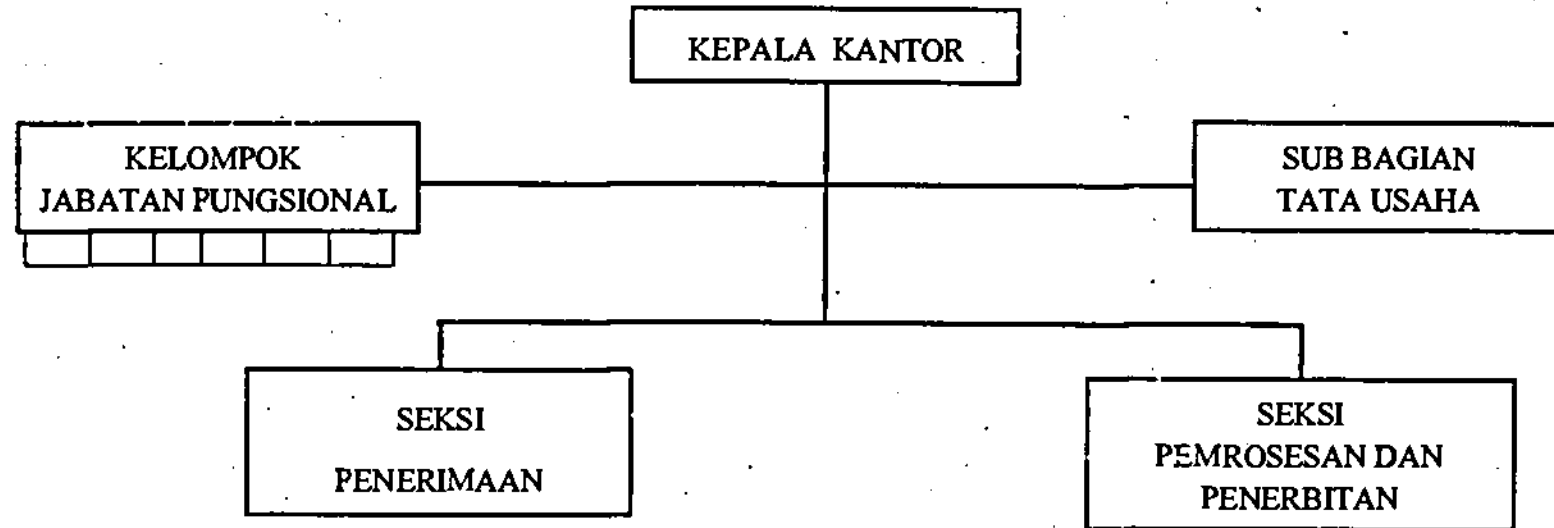 KEPALA KANTOR
KELOMPOK
JABATAN PUNGSIONAL
SUB BAGIAN
TATA USAHA
SEKSI
PENERIMAAN
SEKSI
PEMROSESAN DAN
PENERBITAN